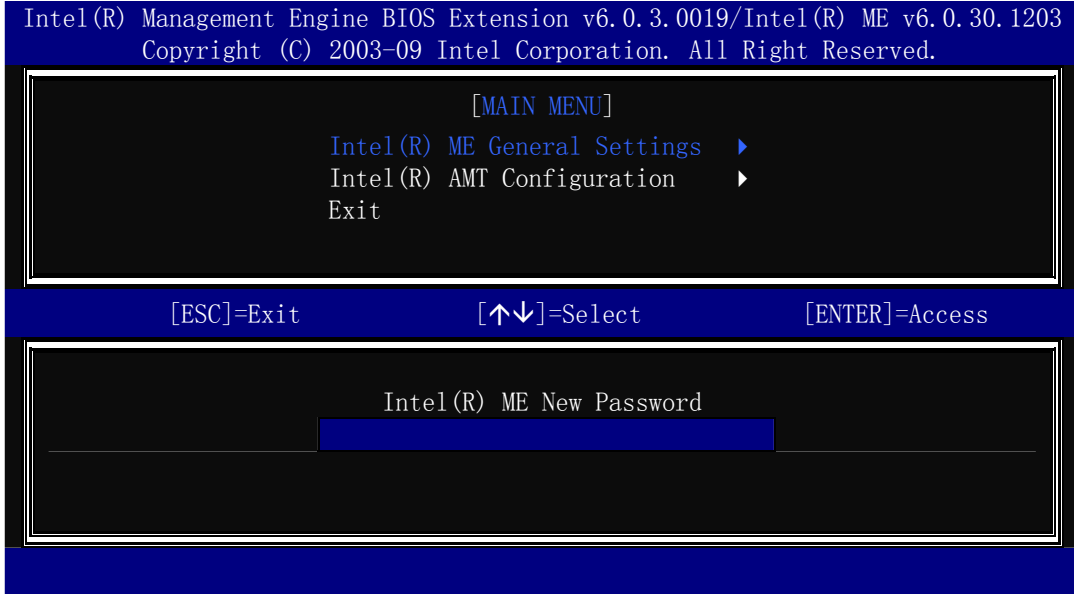 Intel(R) Management Engine BIOS Extension v6.0.3.0019/Intel(R) ME v6.0.30.1203
Copyright (C) 2003-09 Intel Corporation. All Right Reserved.
[MAIN MENU]
Intel(R) ME General Settings
Intel(R) AMT Configuration
Exit
[ESC]=Exit [↑↓]=Select [ENTER]=Access
Intel(R) ME New Password